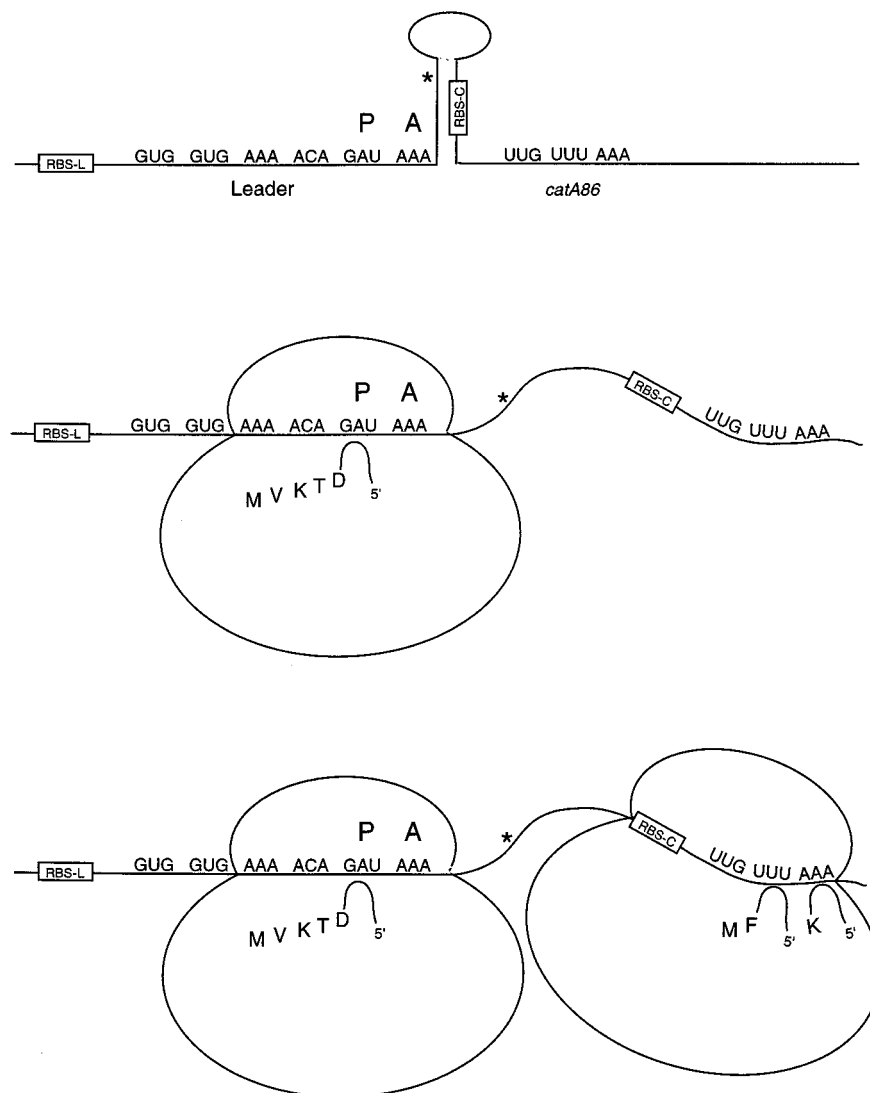 *
RBS-C
P A
RBS-L GUG GUG AAA ACA GAU AAA UUG UUU AAA
Leader catA86
P A *
RBS-C
RBS-L GUG GUG AAA ACA GAU AAA UUG UUU AAA
M V K T D 5'
P A *
RBS-C
RBS-L GUG GUG AAA ACA GAU AAA UUG UUU AAA
M V K T D 5' M F 5' K 5'